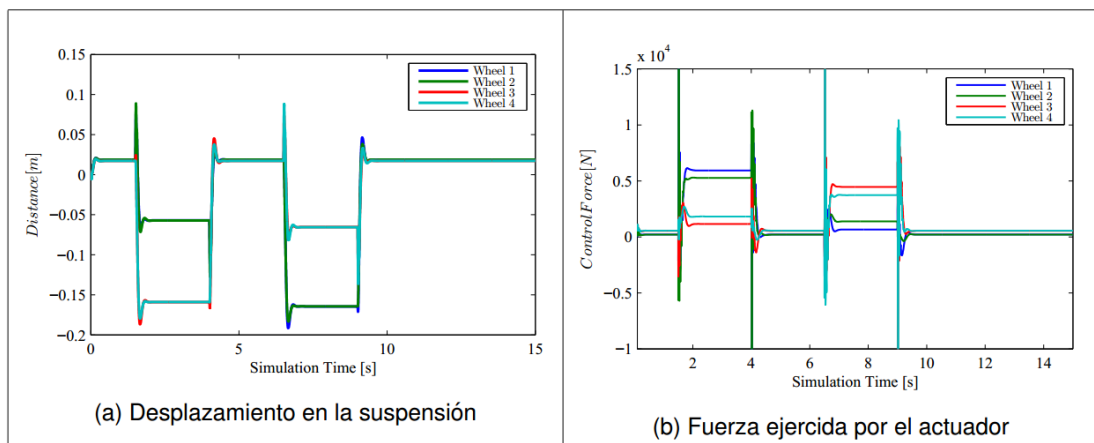 0.15
0.1
0.05
0
−0.05
−0.1
−0.15
−0.2
Distance[m]
Wheel 1
Wheel 2
Wheel 3
Wheel 4
0 5 10 15
Simulation Time [s]
(a) Desplazamiento en la suspensión
x 10^4
1.5
1
0.5
0
−0.5
−1
ControlForce[N]
Wheel 1
Wheel 2
Wheel 3
Wheel 4
2 4 6 8 10 12 14
Simulation Time [s]
(b) Fuerza ejercida por el actuador